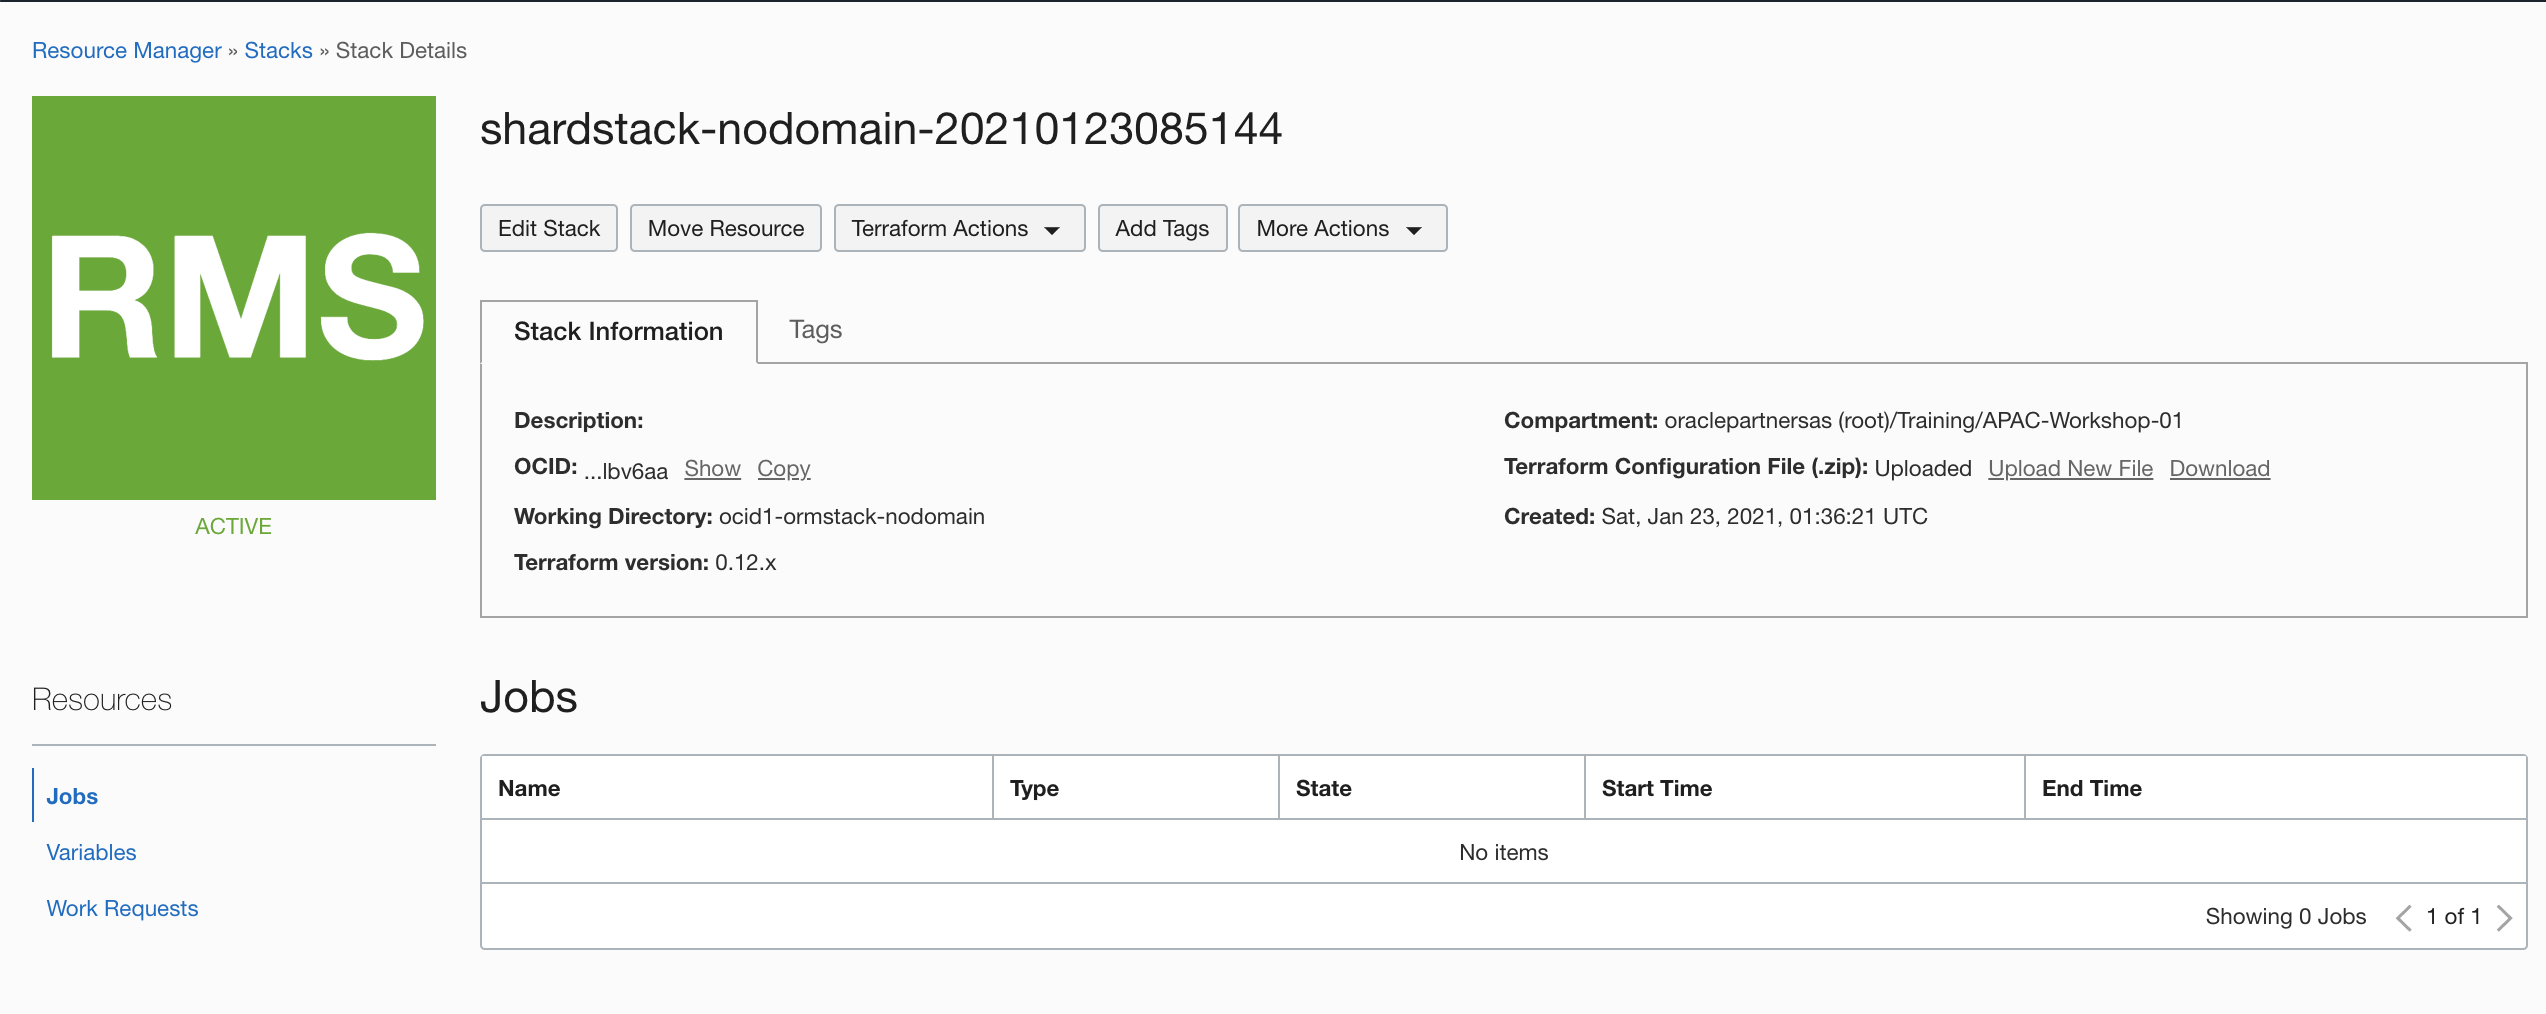 Resource Manager » Stacks » Stack Details
RMS
ACTIVE
shardstack-nodomain-20210123085144
Edit Stack Move Resource Terraform Actions Add Tags More Actions
Stack Information Tags
Description:
OCID: ...lbv6aa Show Copy
Working Directory: ocid1-ormstack-nodomain
Terraform version: 0.12.x
Compartment: oraclepartnersas (root)/Training/APAC-Workshop-01
Terraform Configuration File (.zip): Uploaded Upload New File Download
Created: Sat, Jan 23, 2021, 01:36:21 UTC
Resources
Jobs
Variables
Work Requests
Jobs
Name Type State Start Time End Time
No items
Showing 0 Jobs 1 of 1